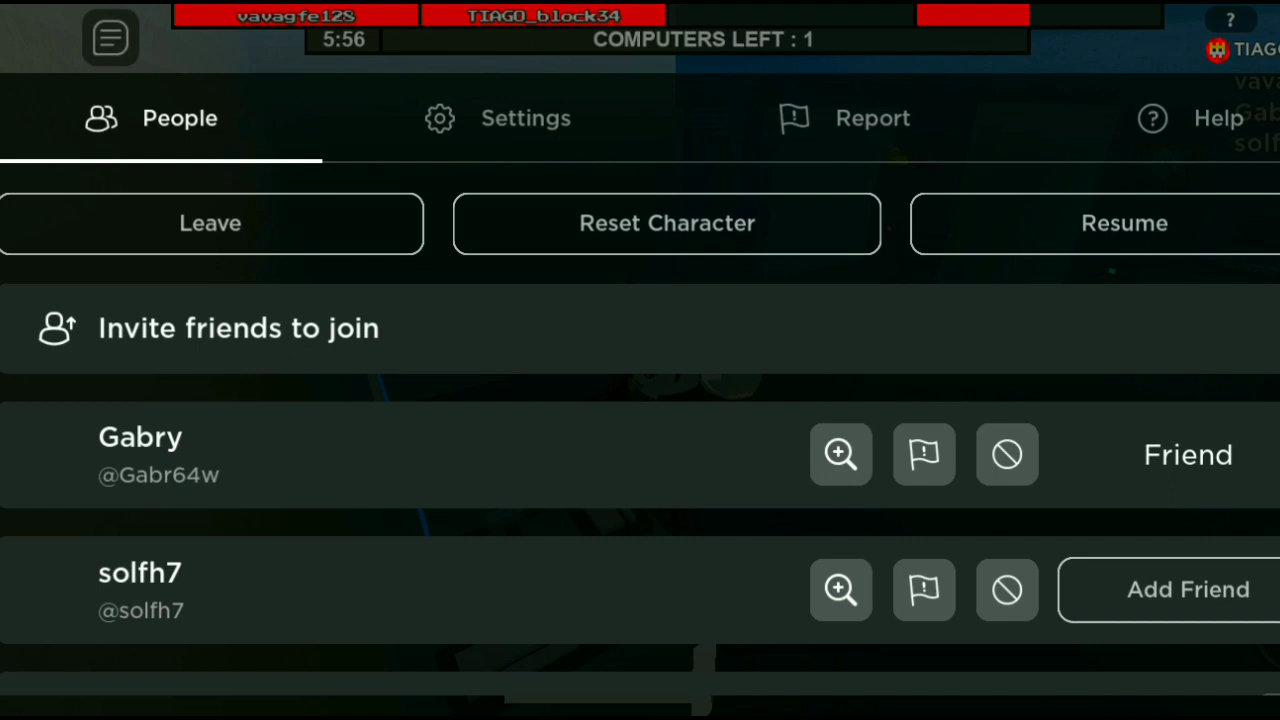 vavagfe128 TIAGO_block34
5:56 COMPUTERS LEFT : 1
?
TIAG
People Settings Report Help
Leave Reset Character Resume
Invite friends to join
Gabry
@Gabr64w
Friend
solfh7
@solfh7
Add Friend